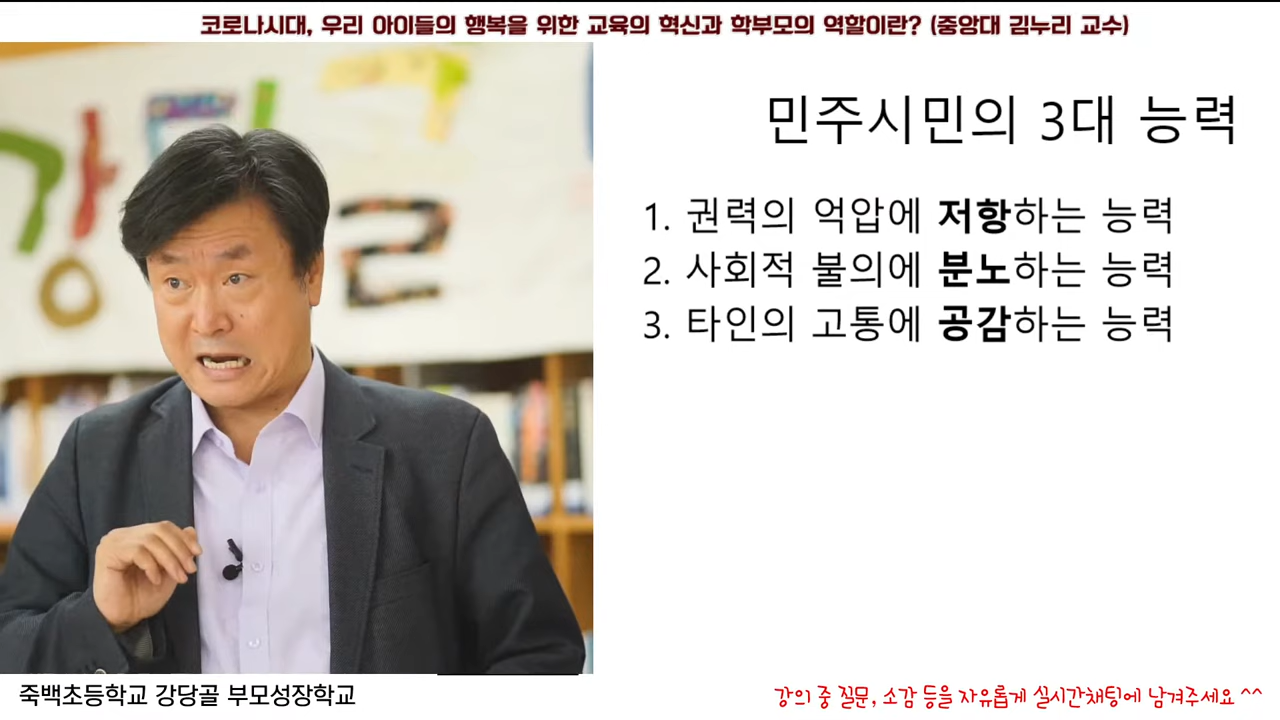 코로나시대, 우리 아이들의 행복을 위한 교육의 혁신과 학부모의 역할이란? (중앙대 김누리 교수)
강당골
민주시민의 3대 능력
1. 권력의 억압에 저항하는 능력
2. 사회적 불의에 분노하는 능력
3. 타인의 고통에 공감하는 능력
죽백초등학교 강당골 부모성장학교
강의 중 질문, 소감 등을 자유롭게 실시간채팅에 남겨주세요 ^^